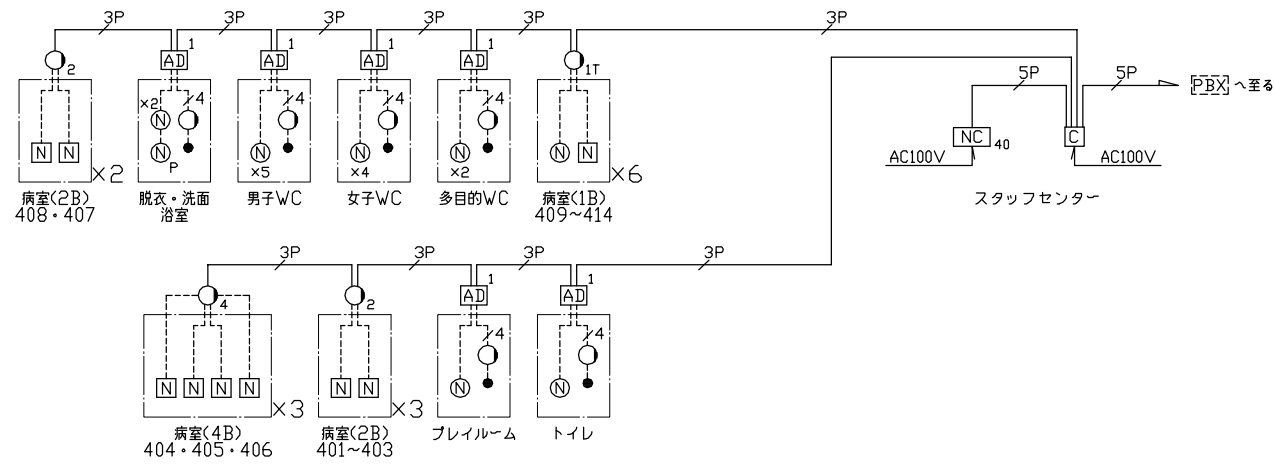 3P 3P 3P 3P 3P 3P
2 AD 1 AD 1 AD 1 AD 1 1T
5P 5P PBX へ至る
×2 4 4 4 4
N N N N N N N N
P ×5 ×4 ×2
×2 ×6
NC 40 C
AC100V AC100V
病室(2B) 脱衣・洗面 男子WC 女子WC 多目的WC 病室(1B) スタッフセンター
408・407 浴室 409~414
3P 3P 3P 3P
4 2 AD 1 AD 1
4 4
N N N N N N N N
×3 ×3
病室(4B) 病室(2B) プレイルーム トイレ
404・405・406 401~403